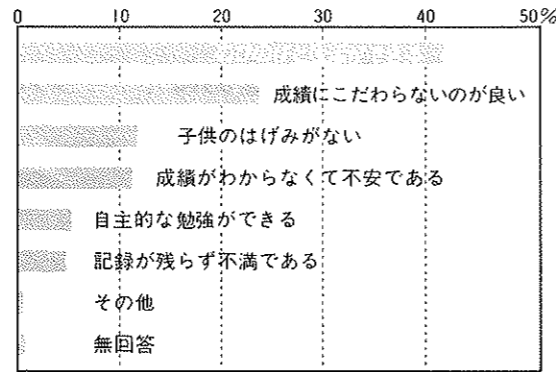 0 10 20 30 40 50%
成績にこだわらないのが良い
子供のはげみがない
成績がわからなくて不安である
自主的な勉強ができる
記録が残らず不満である
その他
無回答